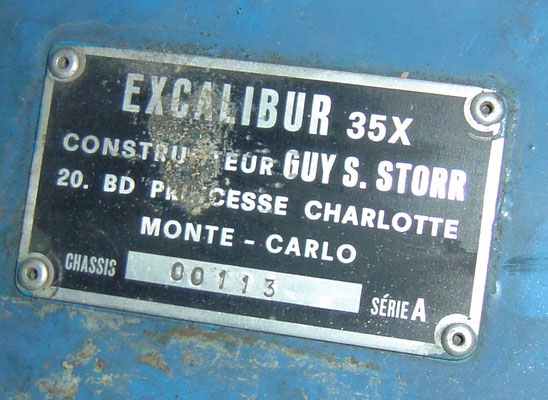 EXCALIBUR 35X
CONSTRUCTEUR GUY S. STORR
20. BD PRINCESSE CHARLOTTE
MONTE - CARLO
CHASSIS 00113 SÉRIE A